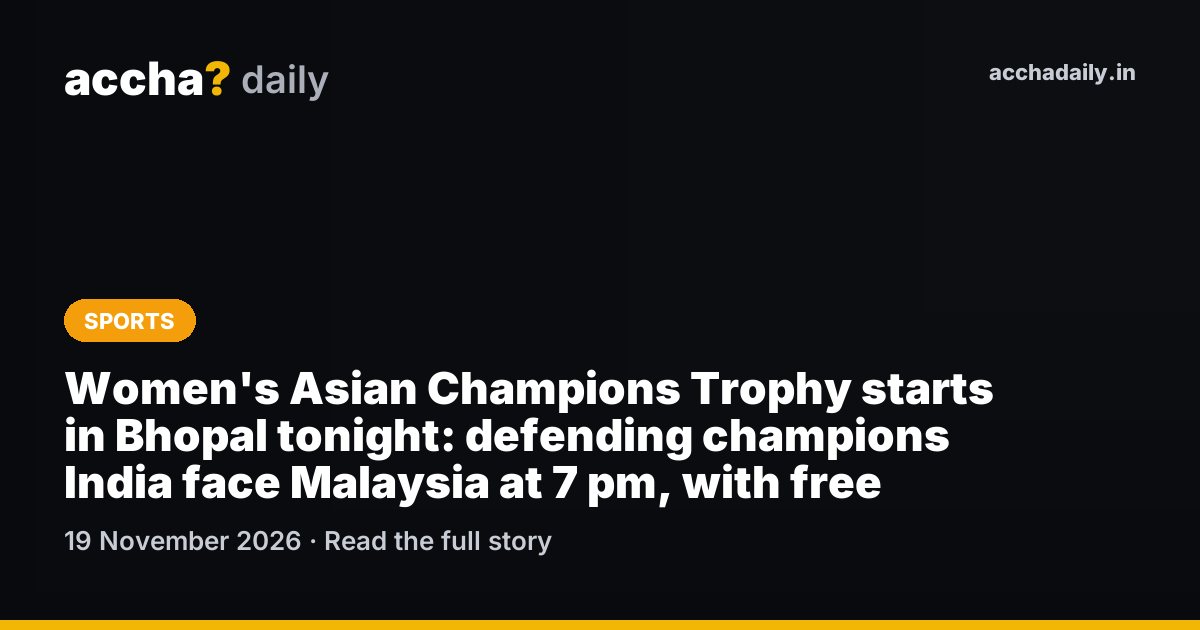 accha? daily
acchadaily.in
SPORTS
Women's Asian Champions Trophy starts
in Bhopal tonight: defending champions
India face Malaysia at 7 pm, with free
19 November 2026 · Read the full story